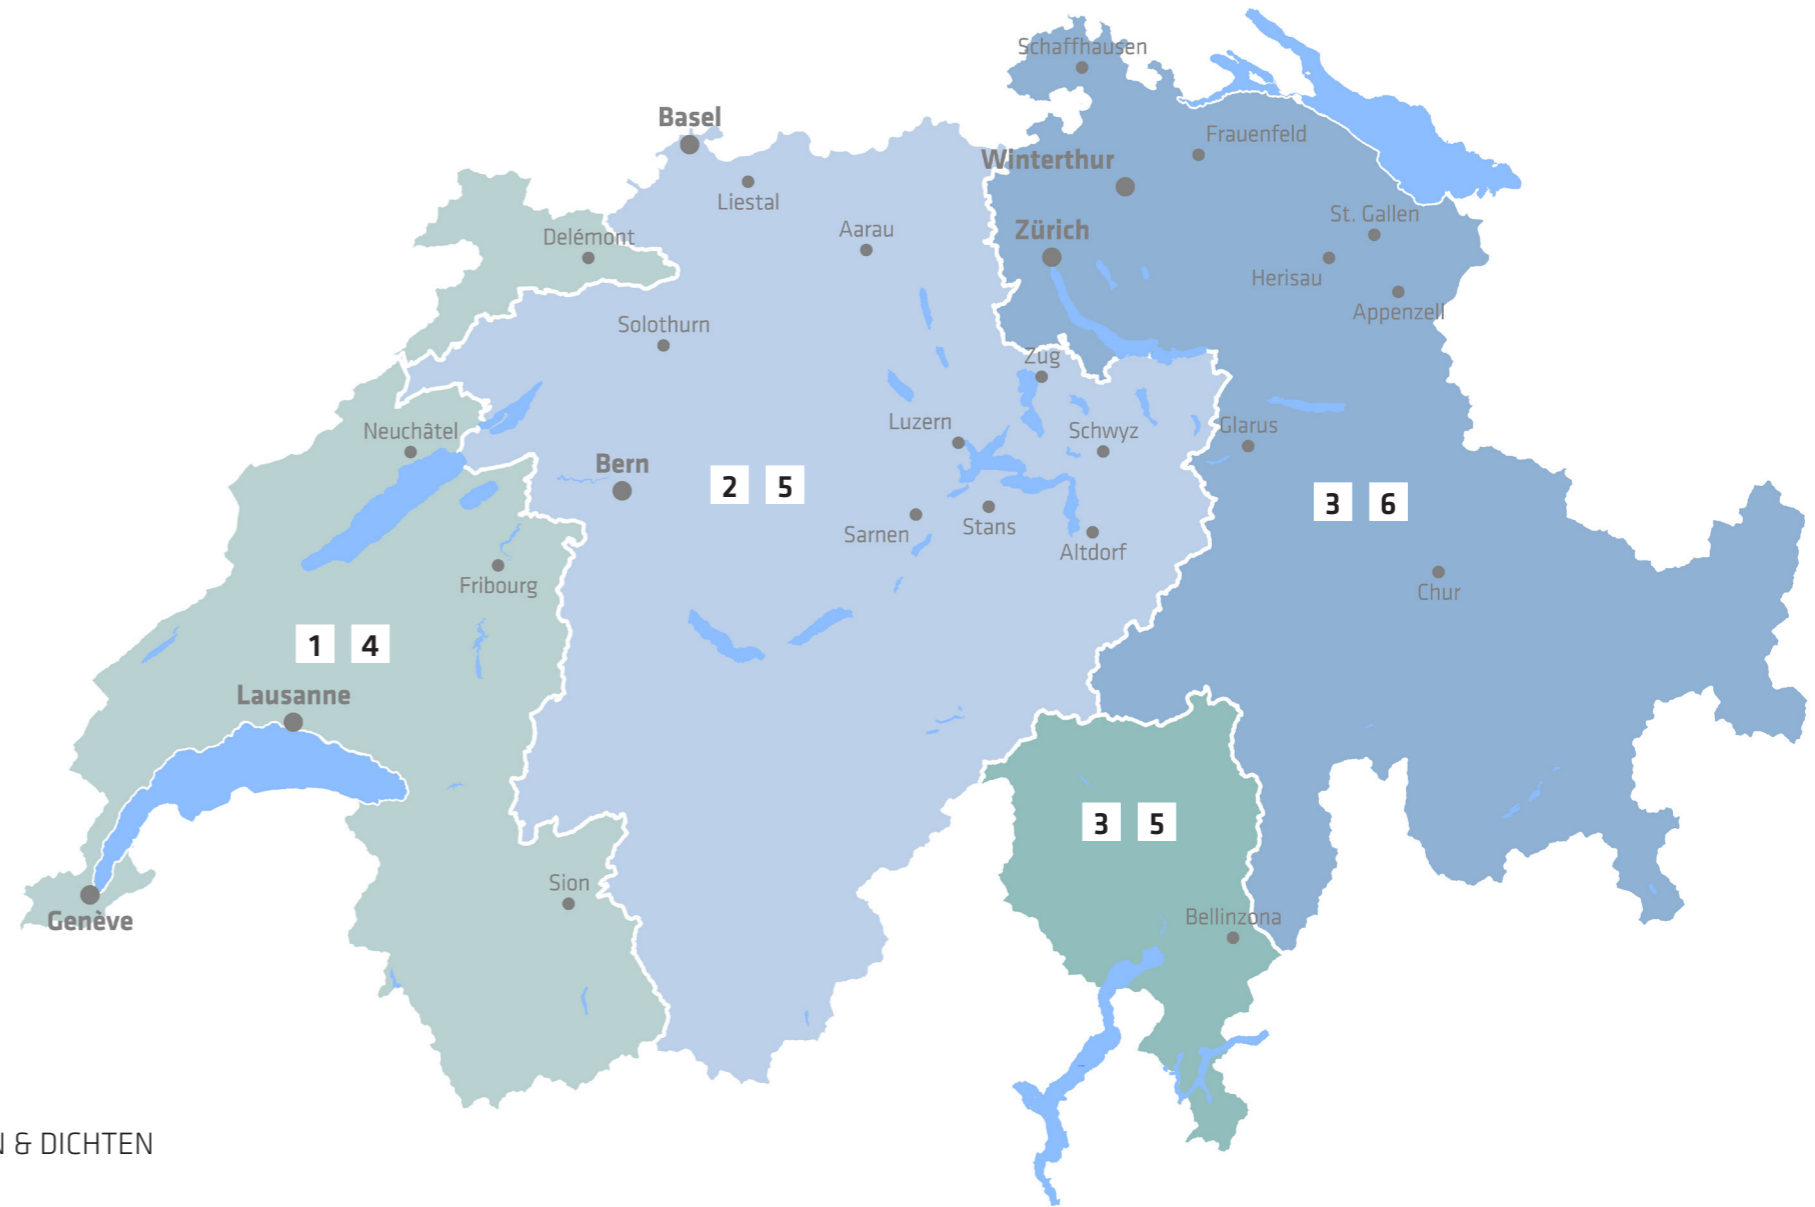 Schaffhausen
Basel
Frauenfeld
Winterthur
Liestal
St. Gallen
Aarau
Zürich
Delémont
Herisau
Appenzell
Solothurn
Zug
Luzern
Schwyz
Glarus
Neuchâtel
Bern
2 5
3 6
Stans
Sarnen
Altdorf
Fribourg
Chur
1 4
Lausanne
3 5
Sion
Bellinzona
Genève
& DICHTEN